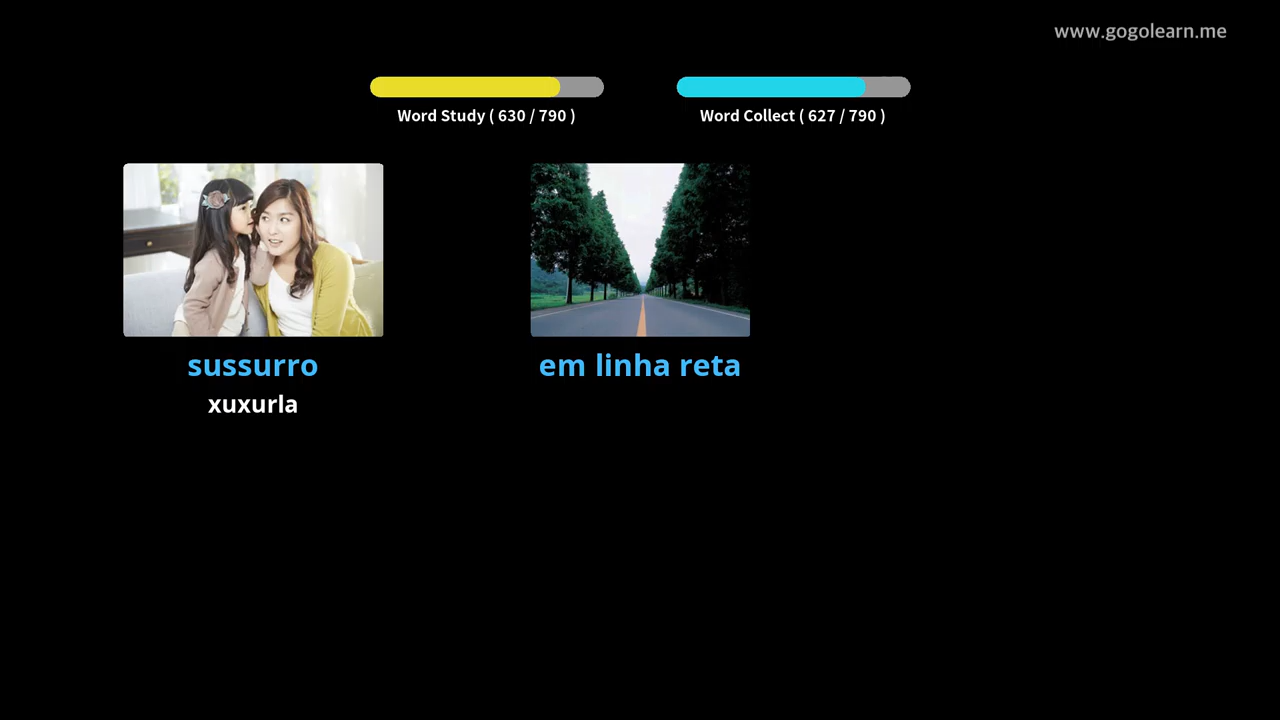 www.gogolearn.me
Word Study ( 630 / 790 )
Word Collect ( 627 / 790 )
sussurro
xuxurla
em linha reta